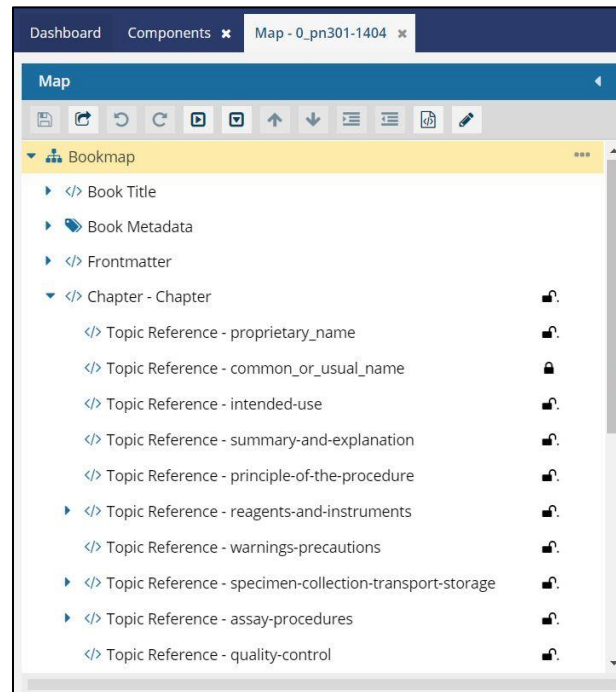 Dashboard Components × Map - 0_pn301-1404 ×
Map
Bookmap
</> Book Title
Book Metadata
</> Frontmatter
</> Chapter - Chapter
</> Topic Reference - proprietary_name
</> Topic Reference - common_or_usual_name
</> Topic Reference - intended-use
</> Topic Reference - summary-and-explanation
</> Topic Reference - principle-of-the-procedure
</> Topic Reference - reagents-and-instruments
</> Topic Reference - warnings-precautions
</> Topic Reference - specimen-collection-transport-storage
</> Topic Reference - assay-procedures
</> Topic Reference - quality-control